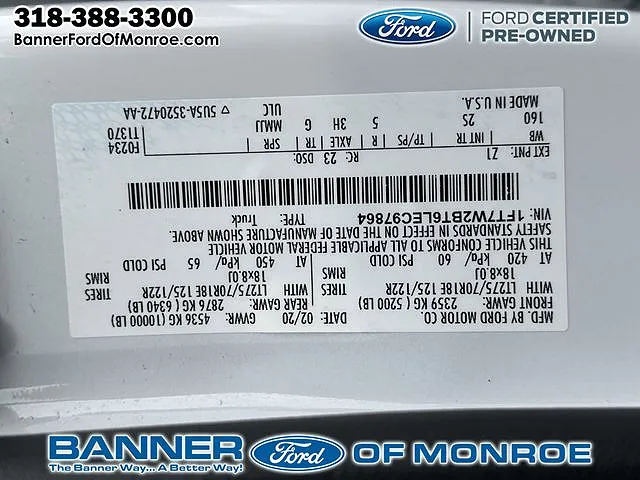 318-388-3300
BannerFordOfMonroe.com
Ford
FORD CERTIFIED
PRE-OWNED
MFD. BY FORD MOTOR CO.
DATE: 02/20 GVWR: 4536 KG (10000 LB)
FRONT GAWR: 2359 KG (5200 LB) REAR GAWR: 2876 KG (6340 LB)
WITH LT275/70R18E 125/122R TIRES WITH LT275/70R18E 125/122R TIRES
18x8.0J RIMS 18x8.0J RIMS
AT 420 kPa/ 60 PSI COLD AT 450 kPa/ 65 PSI COLD
THIS VEHICLE CONFORMS TO ALL APPLICABLE FEDERAL MOTOR VEHICLE
SAFETY STANDARDS IN EFFECT ON THE DATE OF MANUFACTURE SHOWN ABOVE.
VIN: 1FT7W2BT6LEC97864 TYPE: Truck
EXT PNT: Z1 RC: 23 DSO: F0234
WB INT TR TP/PS R AXLE TR SPR T1370
160 2S 5 3H G MMJJ ULC
MADE IN U.S.A. 5U5A-3520472-AA
BANNER Ford OF MONROE
The Banner Way... A Better Way!